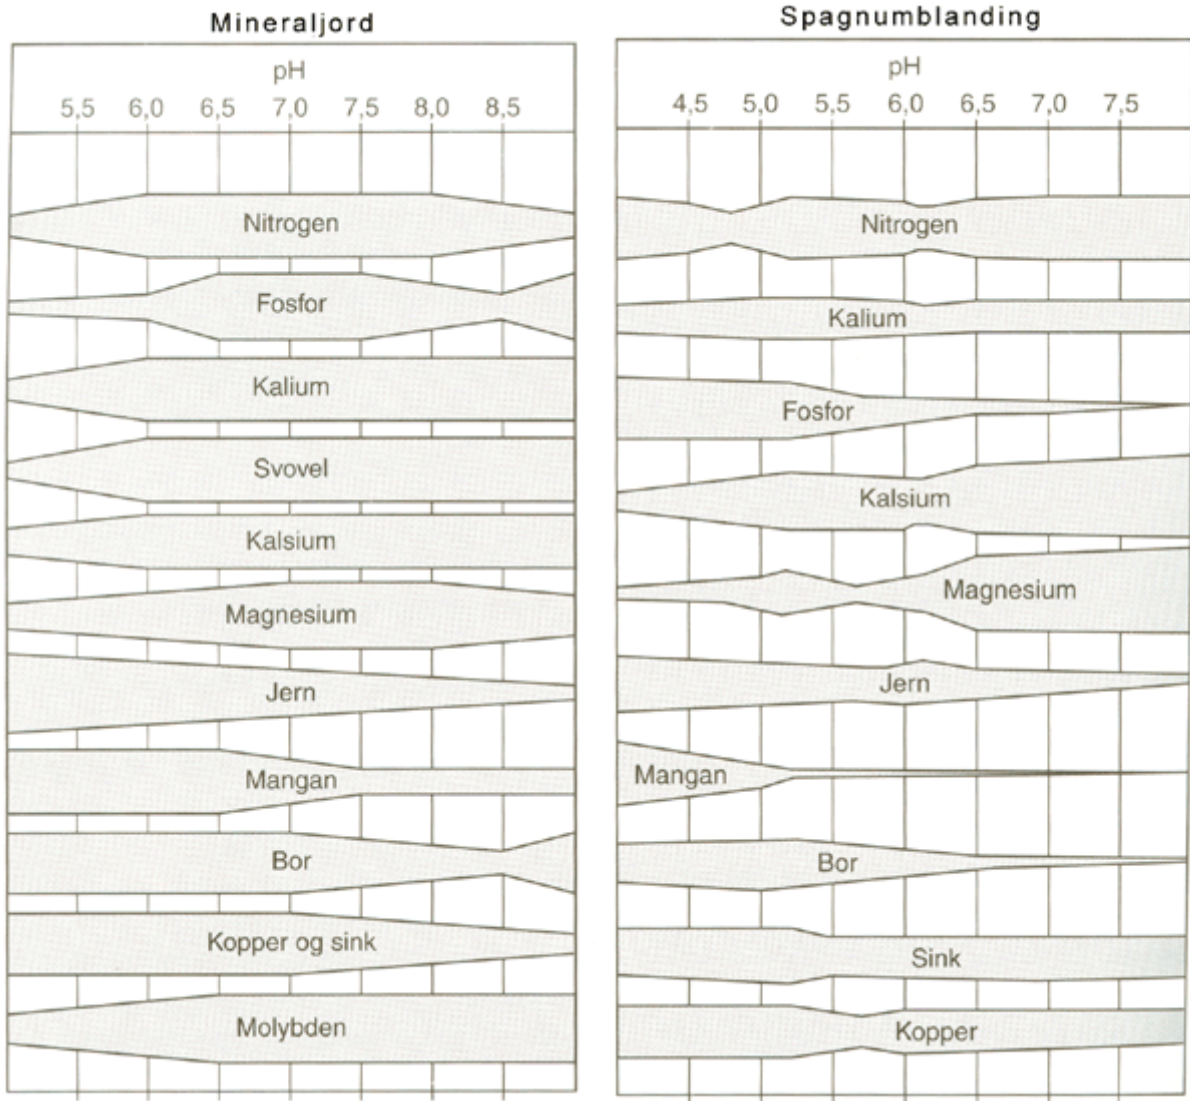 Mineraljord
pH
5,5 6,0 6,5 7,0 7,5 8,0 8,5
Nitrogen
Fosfor
Kalium
Svovel
Kalsium
Magnesium
Jern
Mangan
Bor
Kopper og sink
Molybden
Spagnumblanding
pH
4,5 5,0 5,5 6,0 6,5 7,0 7,5
Nitrogen
Kalium
Fosfor
Kalsium
Magnesium
Jern
Mangan
Bor
Sink
Kopper